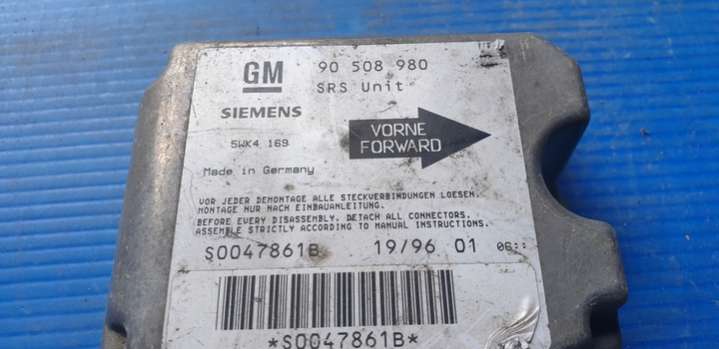 GM 90 508 980
SRS Unit
SIEMENS
5WK4 169
VORNE
FORWARD
Made in Germany
VOR JEDER DEMONTAGE ALLE STECKVERBINDUNGEN LOESEN.
MONTAGE NUR NACH EINBAUANLEITUNG.
BEFORE EVERY DISASSEMBLY, DETACH ALL CONNECTORS.
ASSEMBLE STRICTLY ACCORDING TO MANUAL INSTRUCTIONS.
S0047861B 19/96 01
*S0047861B*